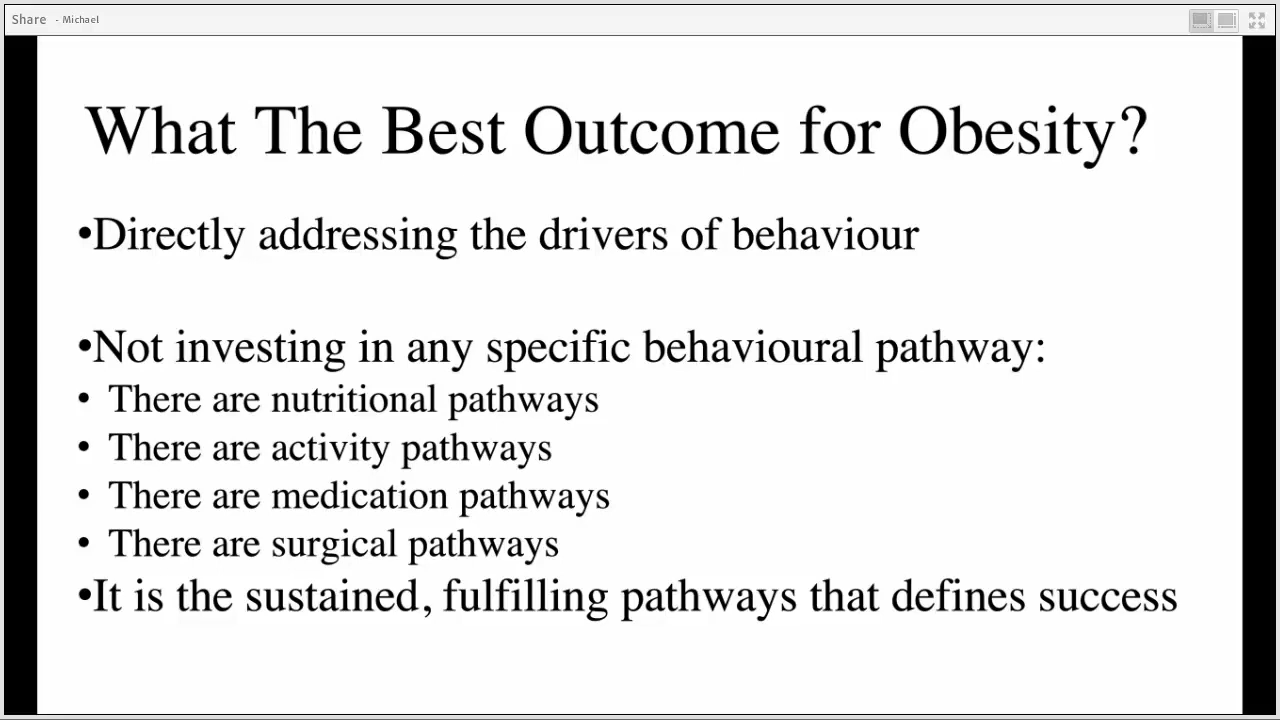 Share - Michael
What The Best Outcome for Obesity?
•Directly addressing the drivers of behaviour
•Not investing in any specific behavioural pathway:
• There are nutritional pathways
• There are activity pathways
• There are medication pathways
• There are surgical pathways
•It is the sustained, fulfilling pathways that defines success